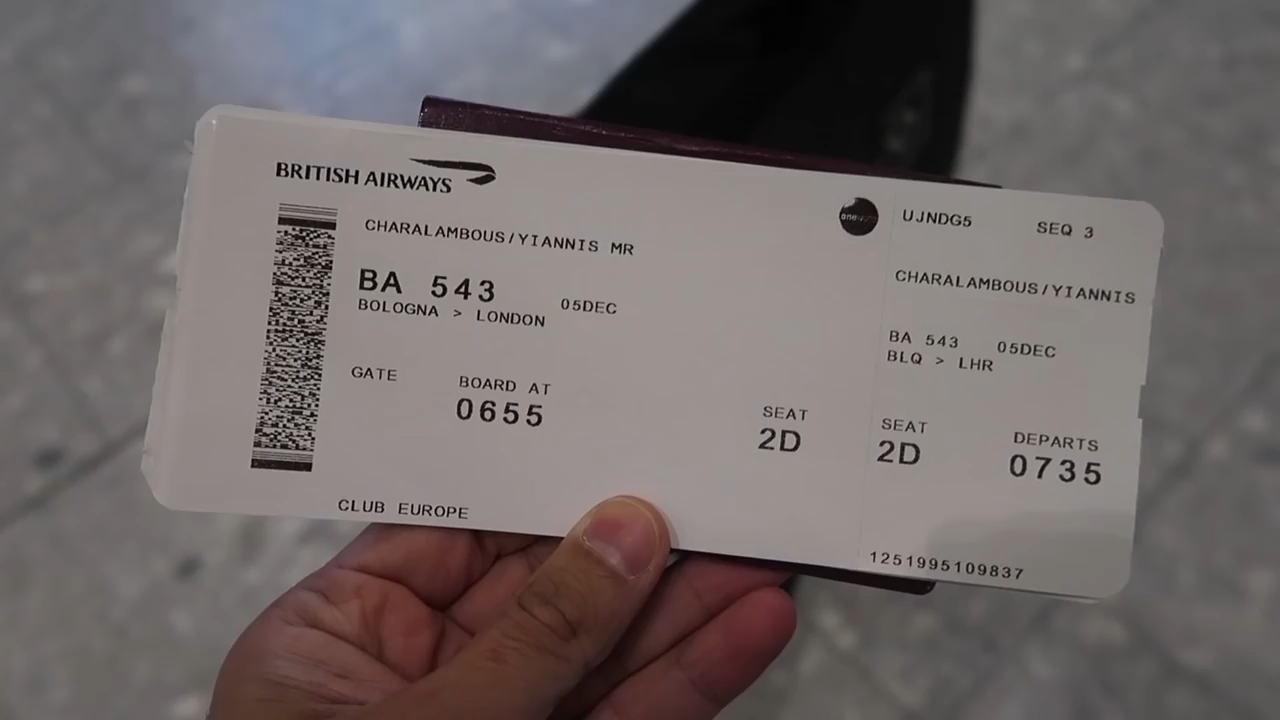 BRITISH AIRWAYS
CHARALAMBOUS/YIANNIS MR
BA 543 05DEC
BOLOGNA > LONDON
GATE BOARD AT
0655
SEAT
2D
CLUB EUROPE
oneworld
UJNDG5 SEQ 3
CHARALAMBOUS/YIANNIS
BA 543 05DEC
BLQ > LHR
SEAT DEPARTS
2D 0735
1251995109837